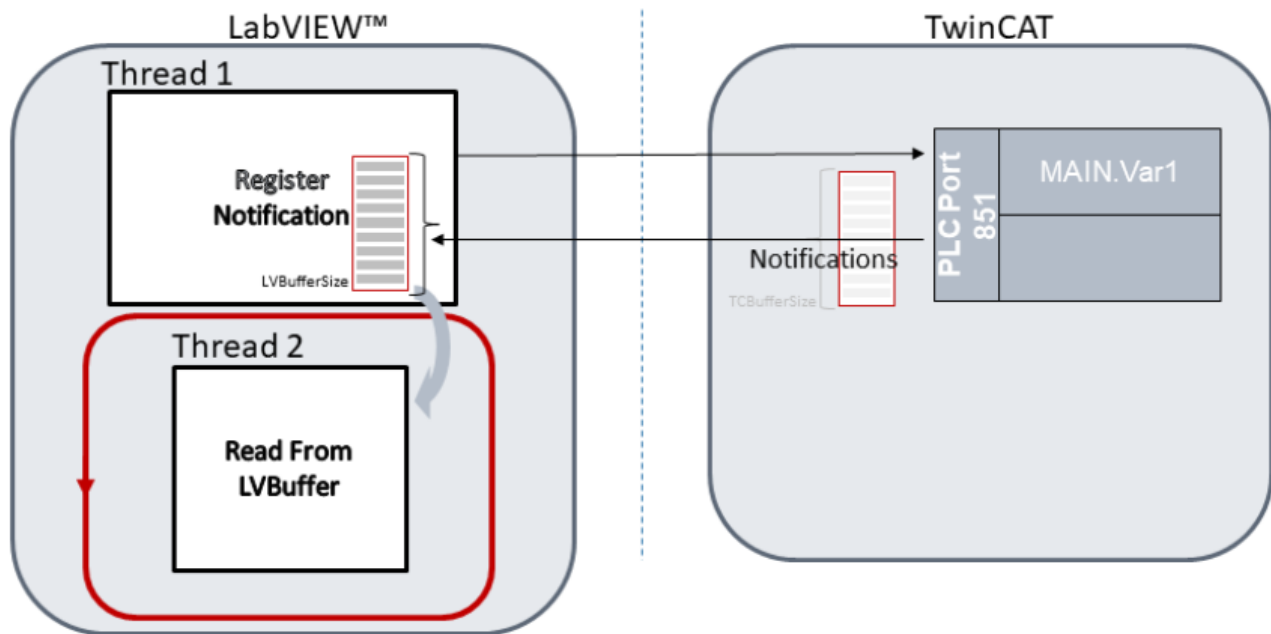 LabVIEW™
Thread 1
Register
Notification
LVBufferSize
Thread 2
Read From
LVBuffer
TwinCAT
PLC Port
851
MAIN.Var1
Notifications
TCBufferSize